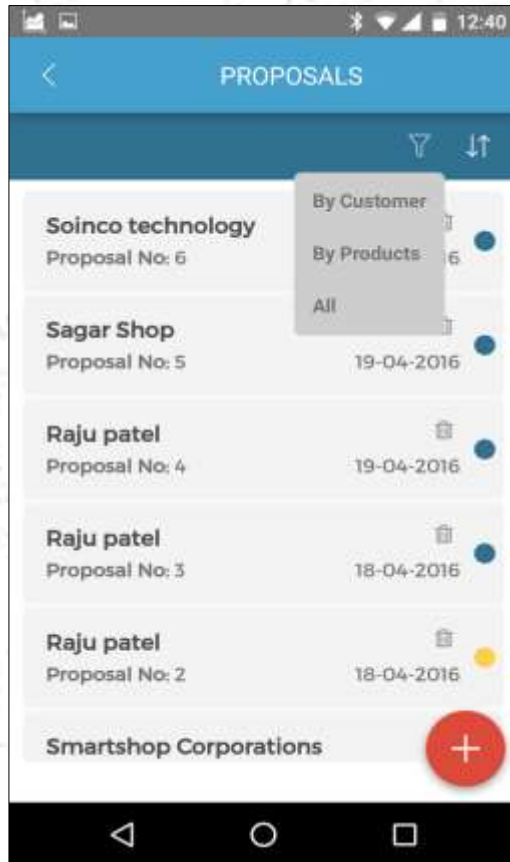 12:40
PROPOSALS
By Customer
By Products
All
Soinco technology
Proposal No: 6
6
Sagar Shop
Proposal No: 5
19-04-2016
Raju patel
Proposal No: 4
19-04-2016
Raju patel
Proposal No: 3
18-04-2016
Raju patel
Proposal No: 2
18-04-2016
Smartshop Corporations